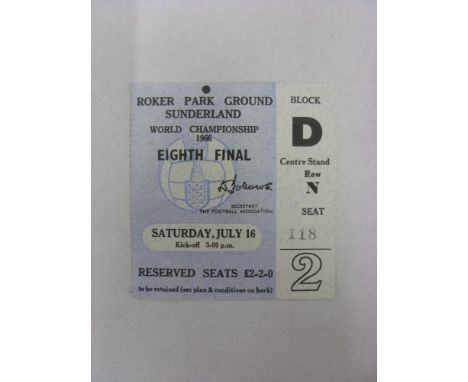 ROKER PARK GROUND
SUNDERLAND
WORLD CHAMPIONSHIP
1966
EIGHTH FINAL
SECRETARY
THE FOOTBALL ASSOCIATION
SATURDAY, JULY 16
Kick-off 3-00 p.m.
RESERVED SEATS £2-2-0
to be retained (see plan & conditions on back)
BLOCK
D
Centre Stand
Row
N
SEAT
118
2